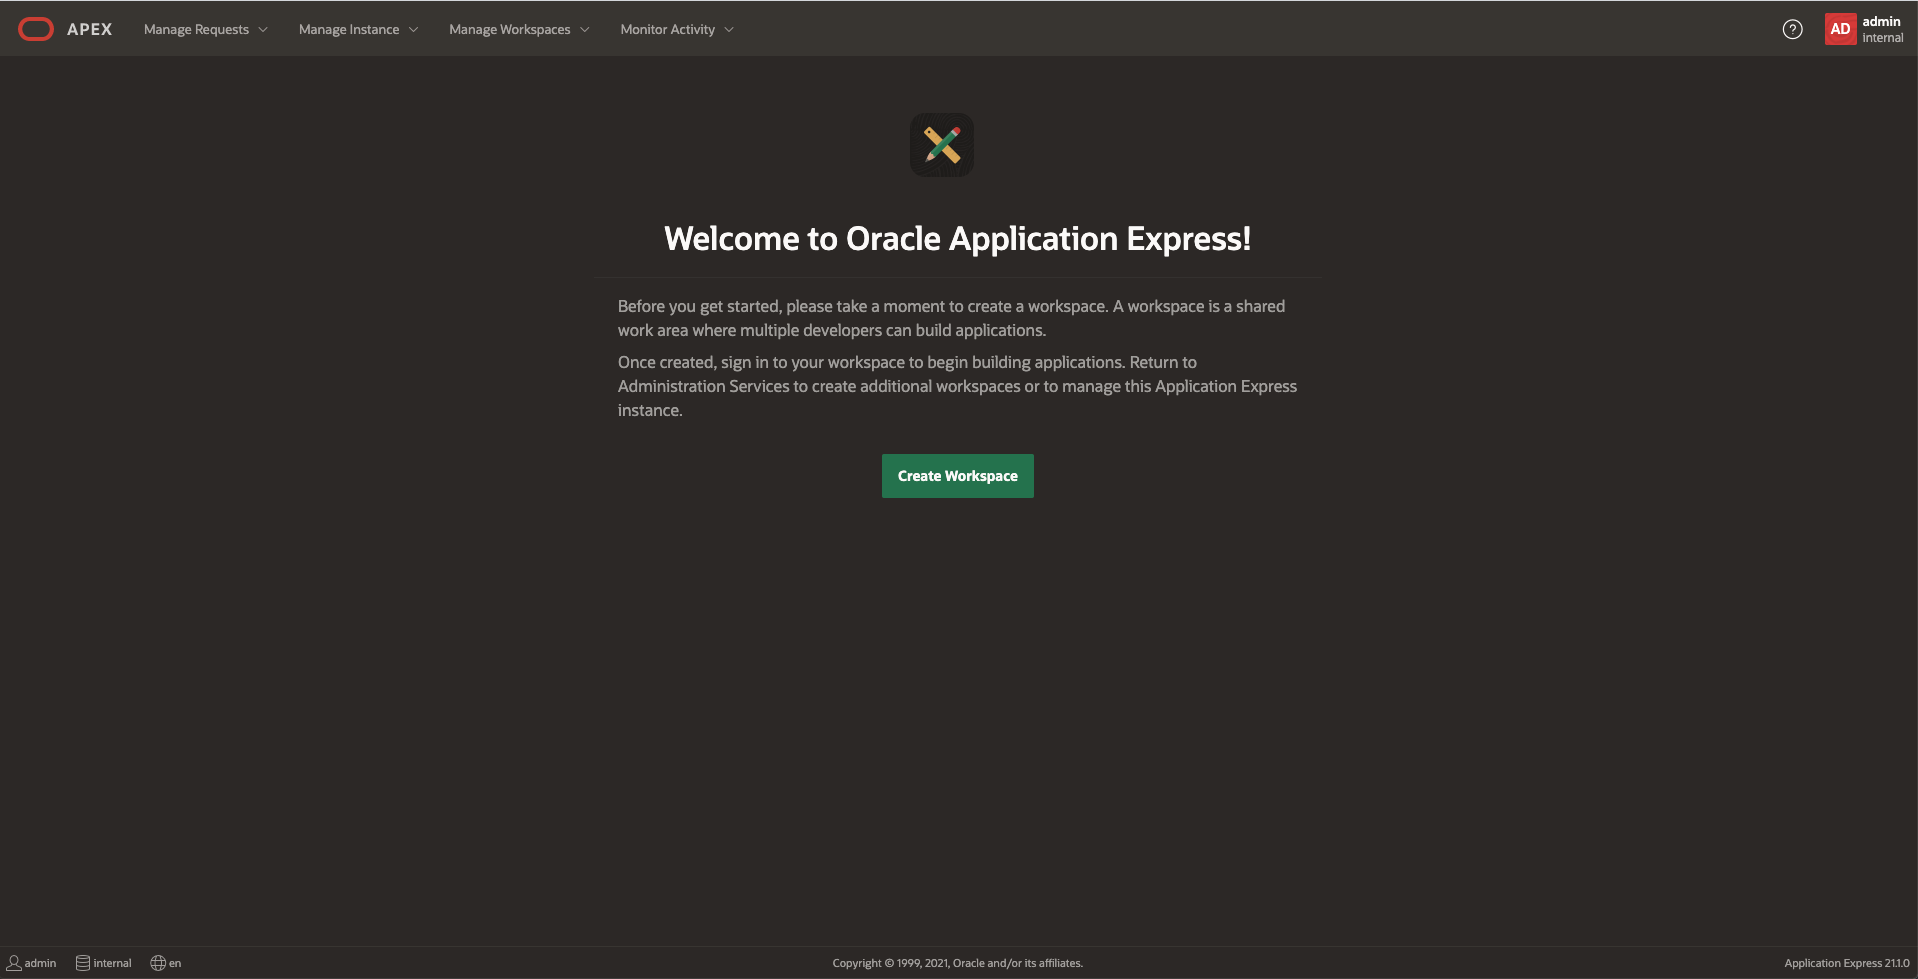 APEX Manage Requests Manage Instance Manage Workspaces Monitor Activity ? AD admin
internal
Welcome to Oracle Application Express!
Before you get started, please take a moment to create a workspace. A workspace is a shared
work area where multiple developers can build applications.
Once created, sign in to your workspace to begin building applications. Return to
Administration Services to create additional workspaces or to manage this Application Express
instance.
Create Workspace
admin internal en Copyright © 1999, 2021, Oracle and/or its affiliates. Application Express 21.1.0